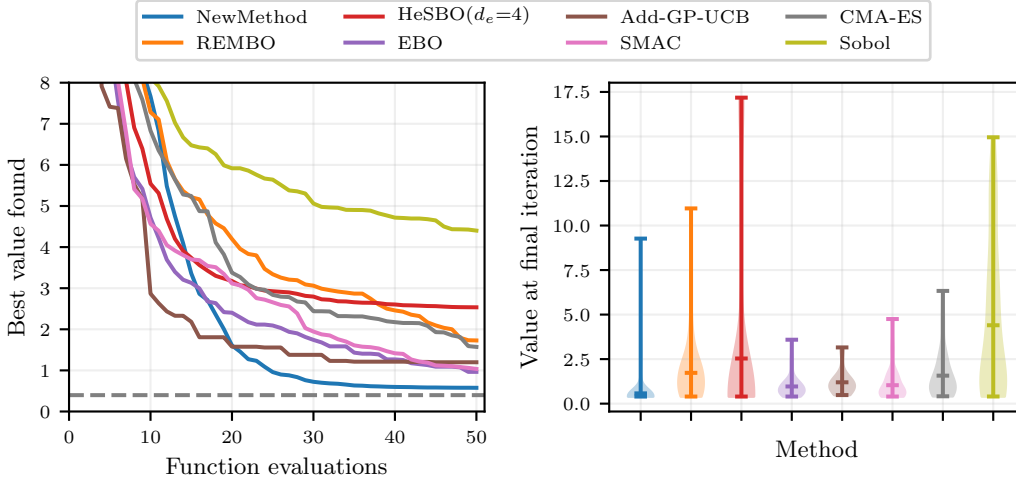 NewMethod HeSBO(dₑ=4) Add-GP-UCB CMA-ES
REMBO EBO SMAC Sobol
Best value found
8
7
6
5
4
3
2
1
0
0 10 20 30 40 50
Function evaluations
Value at final iteration
17.5
15.0
12.5
10.0
7.5
5.0
2.5
0.0
Method